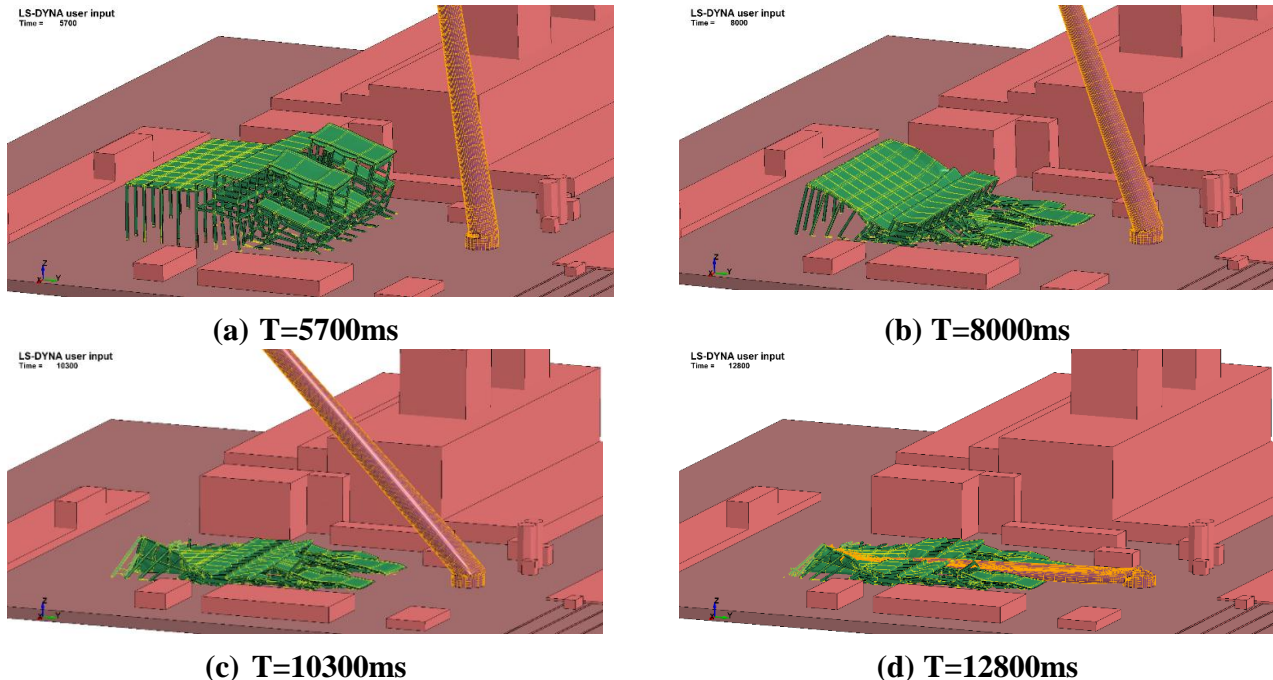 LS-DYNA user input
Time = 5700
Z
X Y
(a) T=5700ms
LS-DYNA user input
Time = 8000
Z
X Y
(b) T=8000ms
LS-DYNA user input
Time = 10300
Z
X Y
(c) T=10300ms
LS-DYNA user input
Time = 12800
Z
X Y
(d) T=12800ms